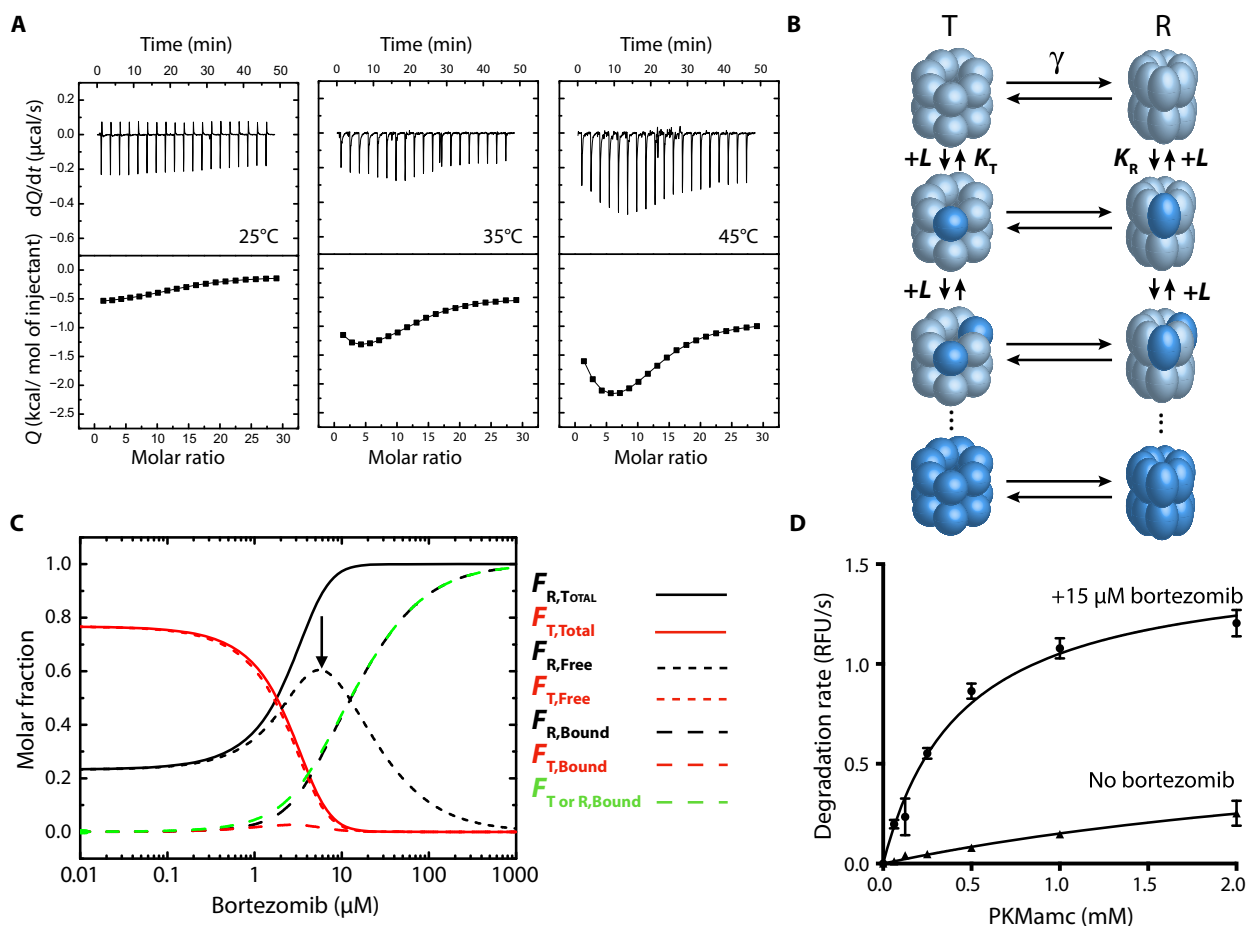 A
Time (min)
Time (min)
Time (min)
0 10 20 30 40 50
0 10 20 30 40 50
0 10 20 30 40 50
dQ/dt (µcal/s)
0.2
0.0
−0.2
−0.4
−0.6
25°C
35°C
45°C
Q (kcal/ mol of injectant)
0.0
−0.5
−1.0
−1.5
−2.0
−2.5
0 5 10 15 20 25 30
0 5 10 15 20 25 30
0 5 10 15 20 25 30
Molar ratio
Molar ratio
Molar ratio
B
T
R
γ
+L
K_T
K_R
+L
+L
+L
C
Molar fraction
1.0
0.8
0.6
0.4
0.2
0.0
0.01 0.1 1 10 100 1000
Bortezomib (µM)
F R,Total
F T,Total
F R,Free
F T,Free
F R,Bound
F T,Bound
F T or R,Bound
D
Degradation rate (RFU/s)
1.5
1.0
0.5
0.0
+15 µM bortezomib
No bortezomib
0.0 0.5 1.0 1.5 2.0
PKMamc (mM)